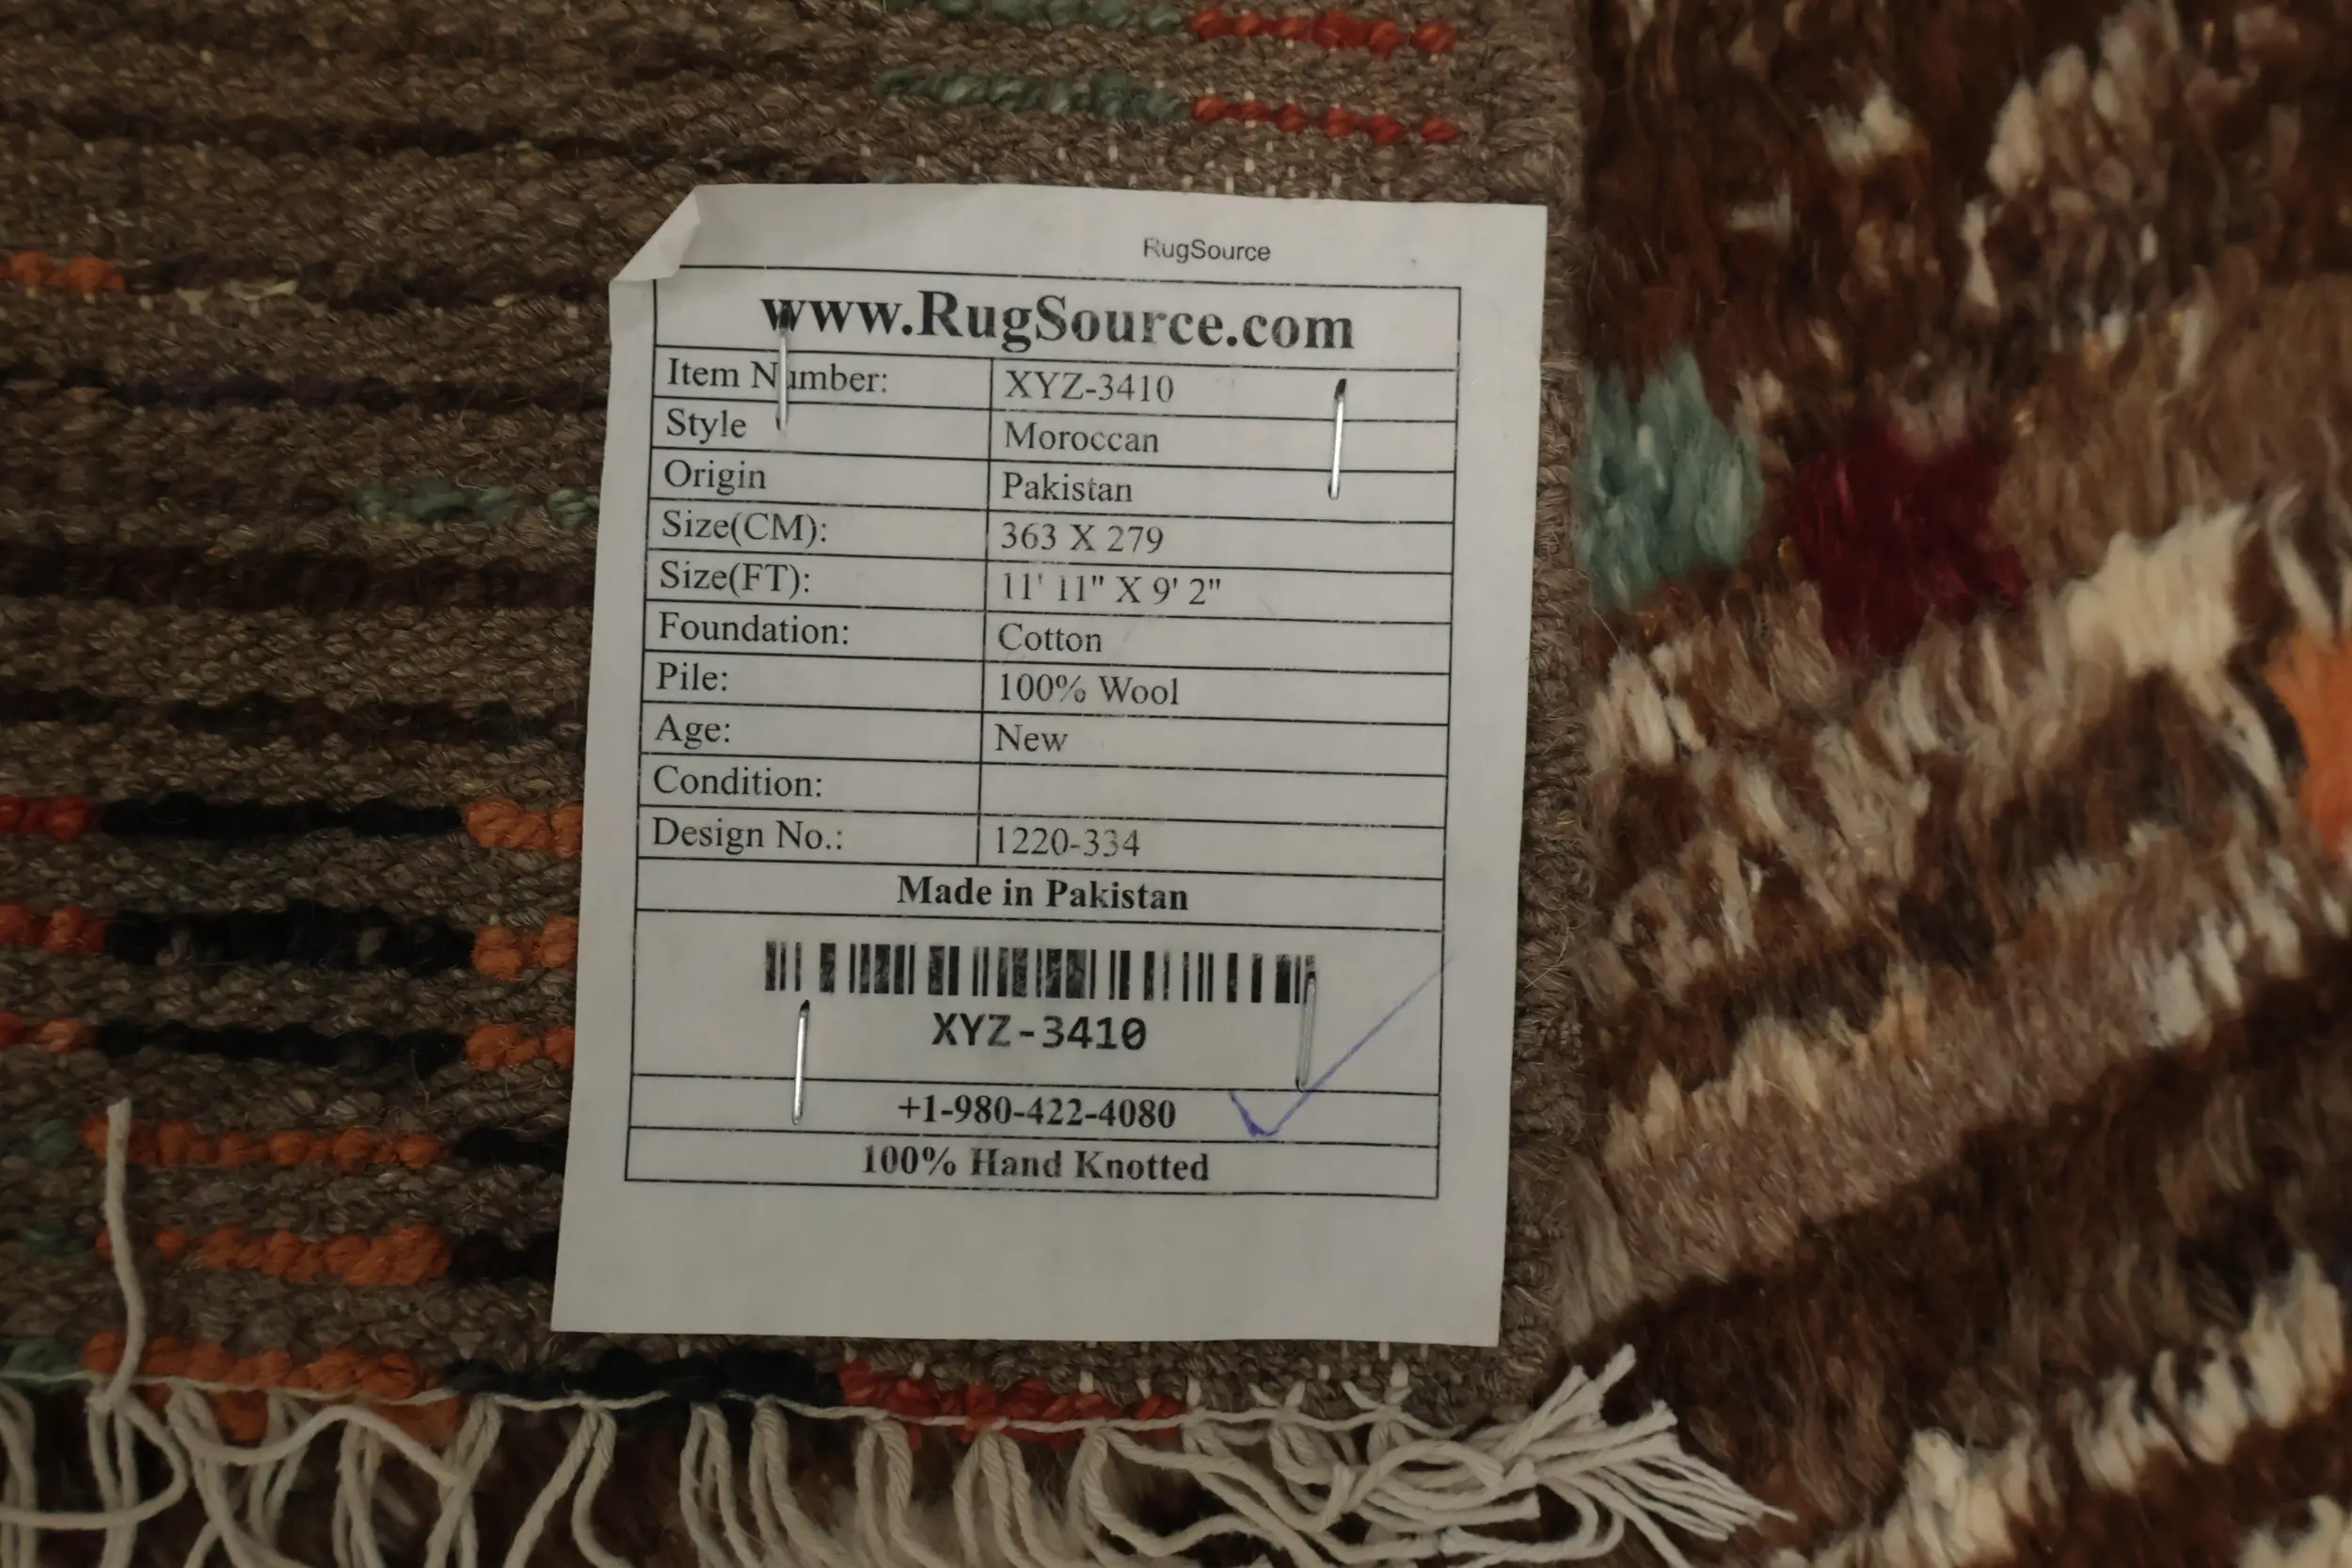 RugSource
www.RugSource.com
Item Number: XYZ-3410
Style Moroccan
Origin Pakistan
Size(CM): 363 X 279
Size(FT): 11' 11" X 9' 2"
Foundation: Cotton
Pile: 100% Wool
Age: New
Condition:
Design No.: 1220-334
Made in Pakistan
XYZ-3410
+1-980-422-4080
100% Hand Knotted